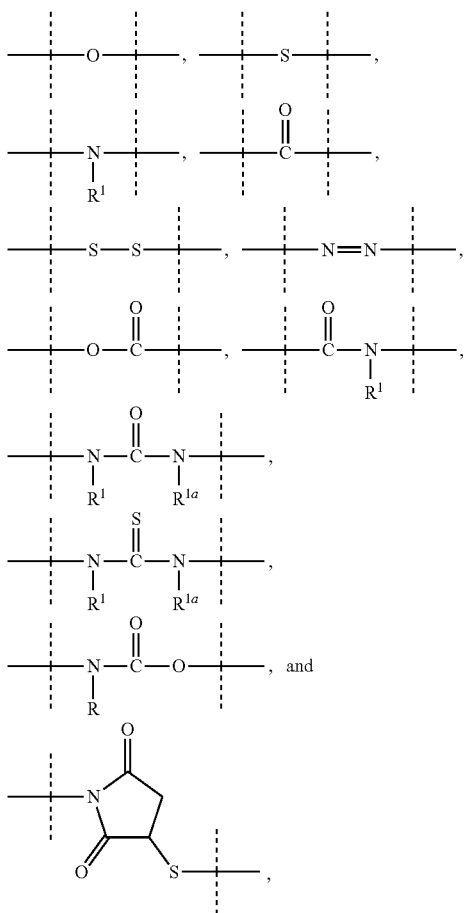 O , S ,
O
N , C ,
R¹
S S , N N ,
O O
O C , C N ,
R¹
O
N C N ,
R¹ R¹ᵃ
S
N C N ,
R¹ R¹ᵃ
O
N C O , and
R
O
N
O S ,